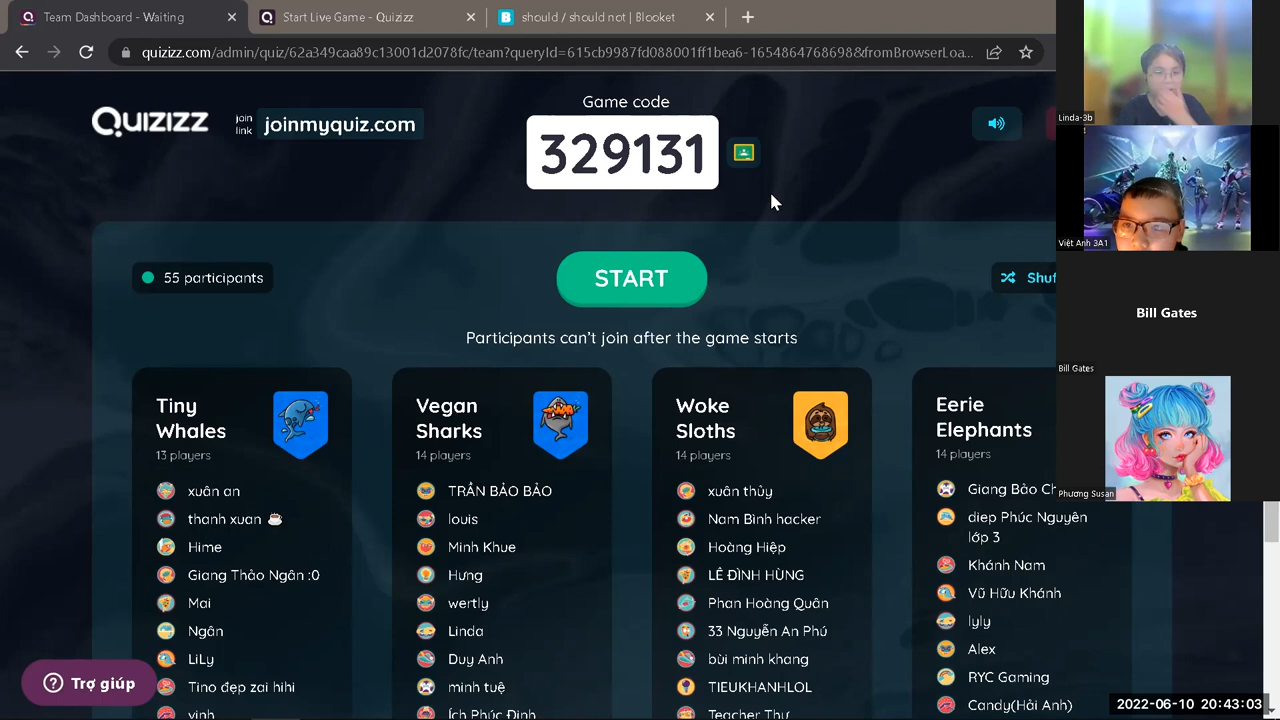 Team Dashboard - Waiting
Start Live Game - Quizizz
should / should not | Blooket
quizizz.com/admin/quiz/62a349caa89c13001d2078fc/team?queryId=615cb9987fd088001ff1bea6-1654864768698&fromBrowserLoa...
Quizizz
join link
joinmyquiz.com
Game code
329131
55 participants
START
Shuf
Participants can't join after the game starts
Tiny Whales
13 players
xuân an
thanh xuan ☕
Hime
Giang Thảo Ngân :0
Mai
Ngân
LiLy
Tino đẹp zai hihi
vinh
Vegan Sharks
14 players
TRẦN BẢO BẢO
louis
Minh Khue
Hưng
wertly
Linda
Duy Anh
minh tuệ
Ích Phúc Định
Woke Sloths
14 players
xuân thủy
Nam Bình hacker
Hoàng Hiệp
LÊ ĐÌNH HÙNG
Phan Hoàng Quân
33 Nguyễn An Phú
bùi minh khang
TIEUKHANHLOL
Teacher Thư
Eerie Elephants
14 players
Giang Bảo Ch
diep Phúc Nguyên
lớp 3
Khánh Nam
Vũ Hữu Khánh
lyly
Alex
RYC Gaming
Candy(Hải Anh)
Trợ giúp
Linda-3b
Việt Anh 3A1
Bill Gates
Bill Gates
Phương Susan
2022-06-10 20:43:03